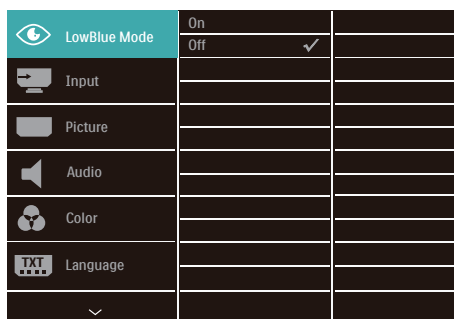 LowBlue Mode
On
Off
Input
Picture
Audio
Color
TXT
Language